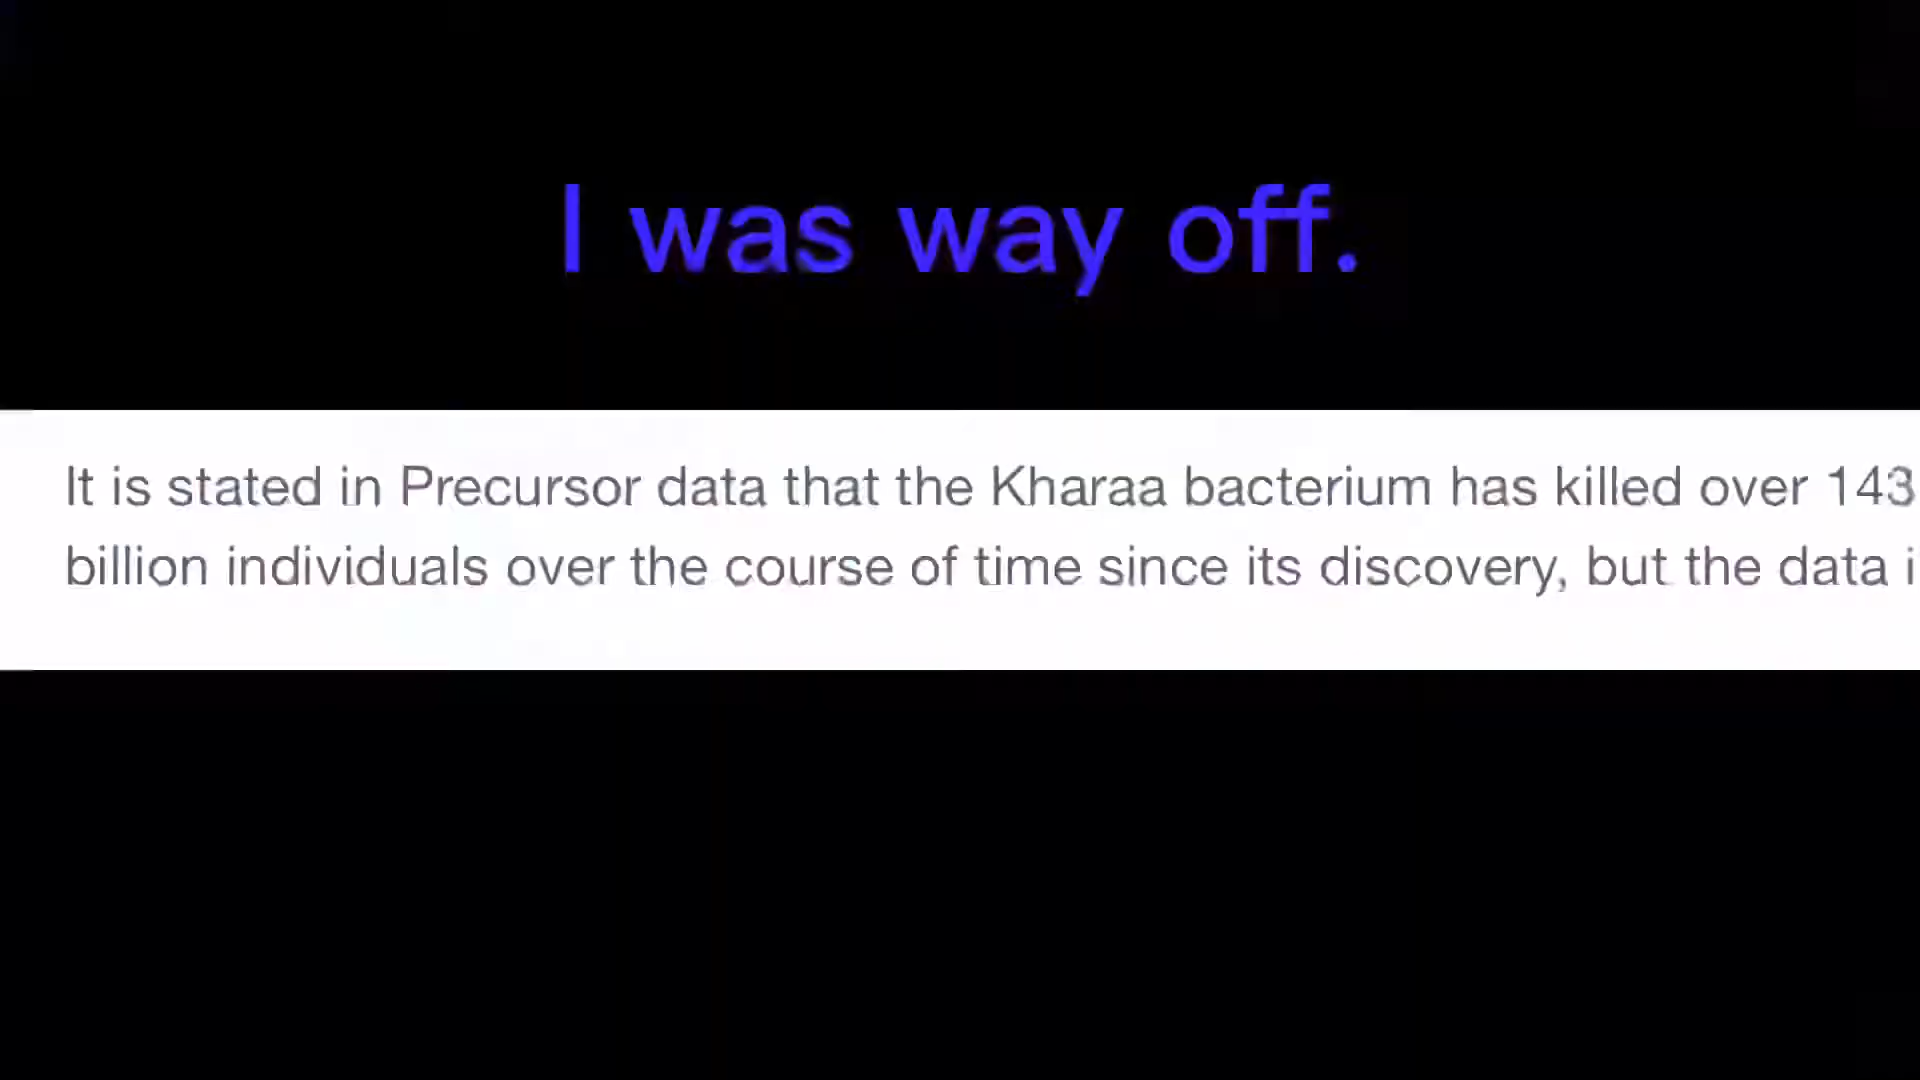 I was way off.
It is stated in Precursor data that the Kharaa bacterium has killed over 143
billion individuals over the course of time since its discovery, but the data i